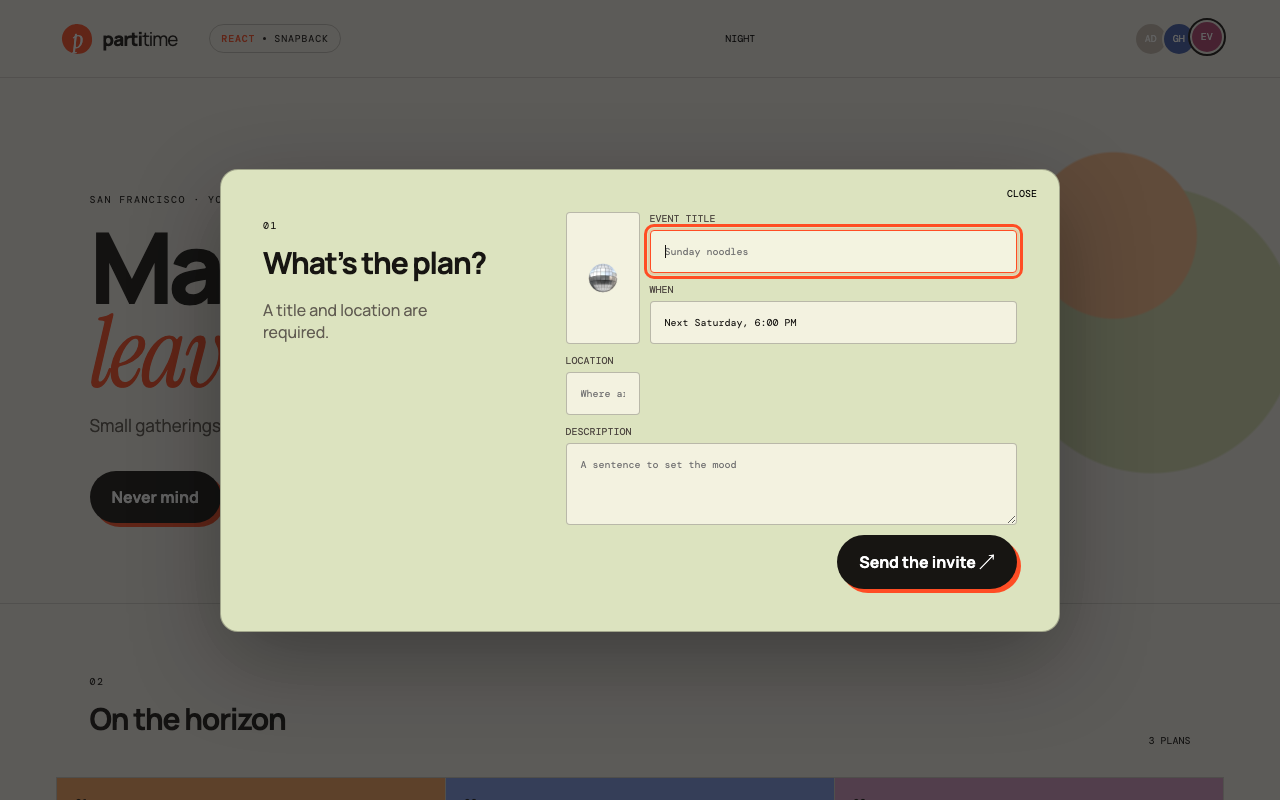 partitime
REACT • SNAPBACK
NIGHT
AD
GH
EV
SAN FRANCISCO · YO
Ma
leav
Small gatherings
Never mind
CLOSE
01
What's the plan?
A title and location are
required.
EVENT TITLE
Sunday noodles
WHEN
Next Saturday, 6:00 PM
LOCATION
Where a
DESCRIPTION
A sentence to set the mood
Send the invite ↗
02
On the horizon
3 PLANS